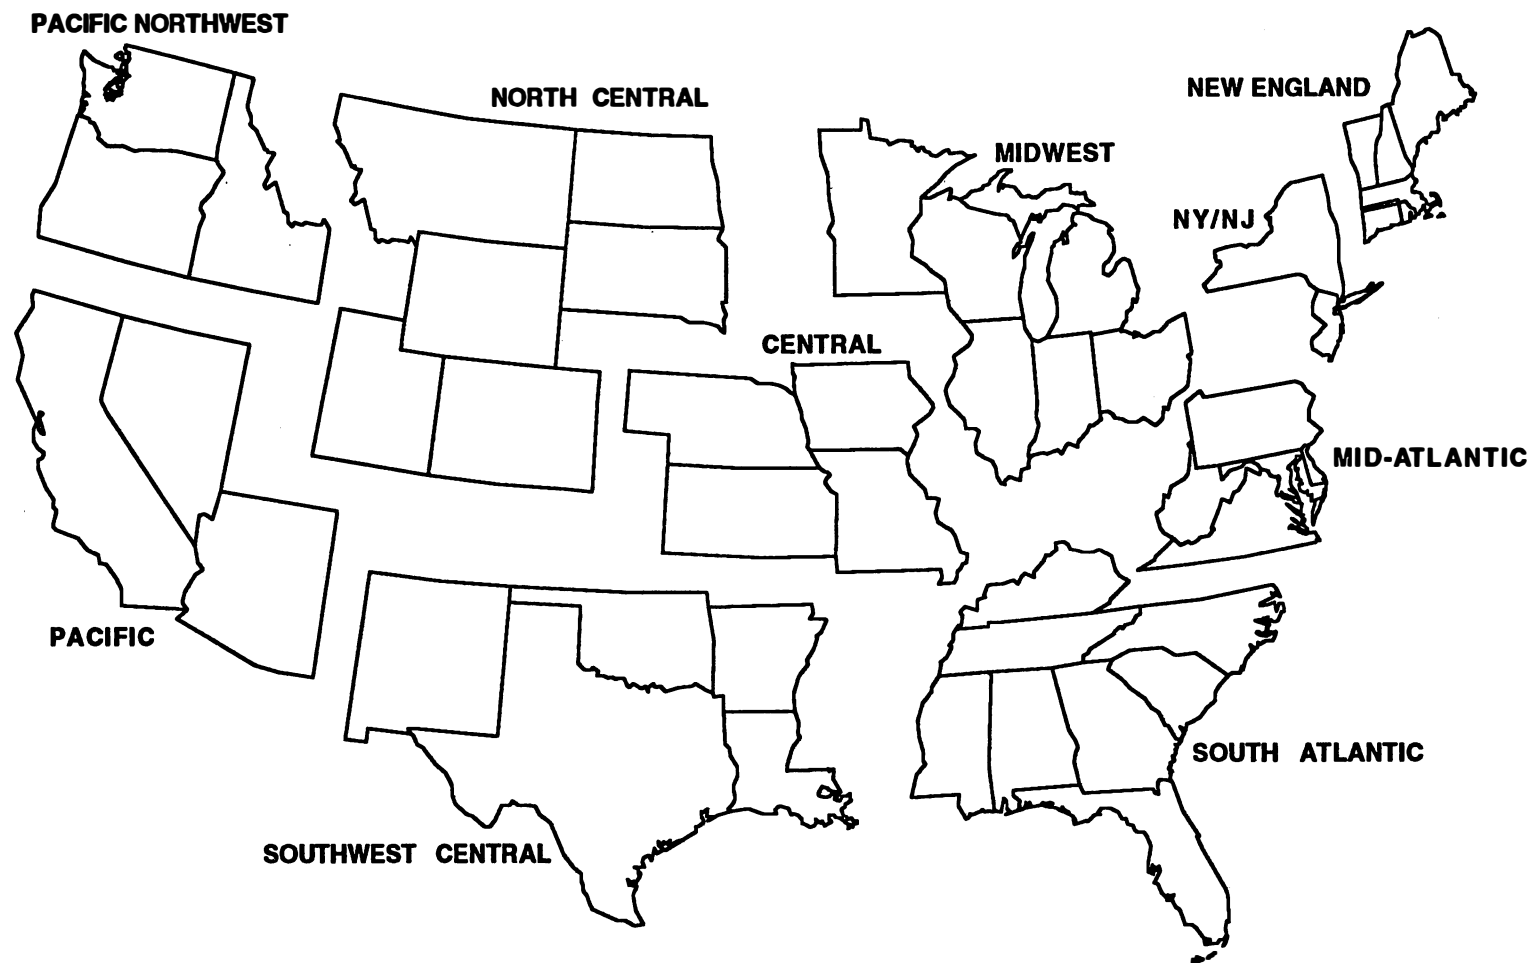 PACIFIC NORTHWEST
NORTH CENTRAL
NEW ENGLAND
MIDWEST
NY/NJ
CENTRAL
MID-ATLANTIC
PACIFIC
SOUTH ATLANTIC
SOUTHWEST CENTRAL